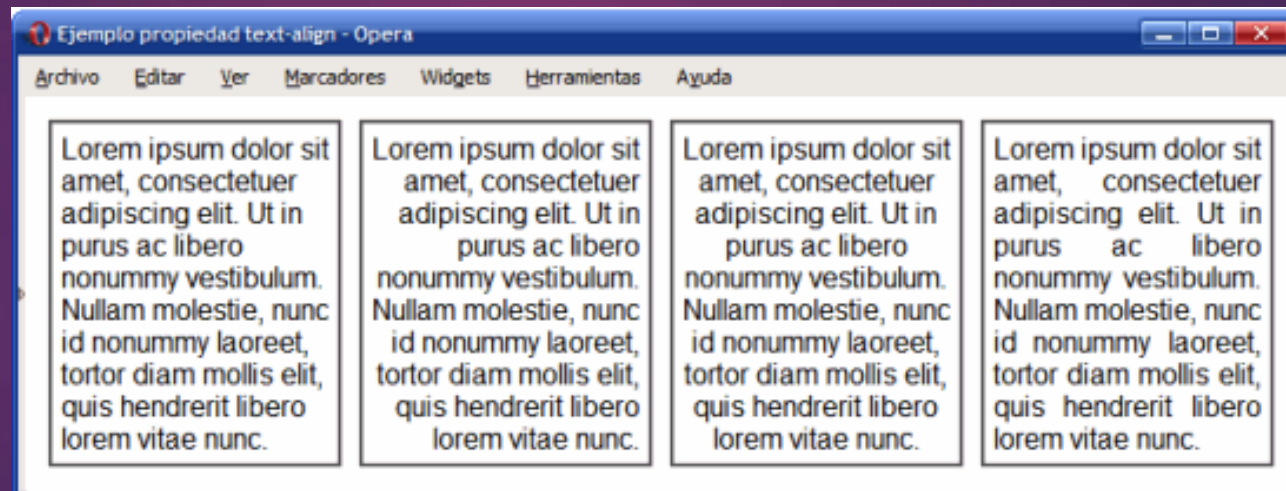 Ejemplo propiedad text-align - Opera
Archivo Editar Ver Marcadores Widgets Herramientas Ayuda
Lorem ipsum dolor sit
amet, consectetuer
adipiscing elit. Ut in
purus ac libero
nonummy vestibulum.
Nullam molestie, nunc
id nonummy laoreet,
tortor diam mollis elit,
quis hendrerit libero
lorem vitae nunc.
Lorem ipsum dolor sit
amet, consectetuer
adipiscing elit. Ut in
purus ac libero
nonummy vestibulum.
Nullam molestie, nunc
id nonummy laoreet,
tortor diam mollis elit,
quis hendrerit libero
lorem vitae nunc.
Lorem ipsum dolor sit
amet, consectetuer
adipiscing elit. Ut in
purus ac libero
nonummy vestibulum.
Nullam molestie, nunc
id nonummy laoreet,
tortor diam mollis elit,
quis hendrerit libero
lorem vitae nunc.
Lorem ipsum dolor sit
amet, consectetuer
adipiscing elit. Ut in
purus ac libero
nonummy vestibulum.
Nullam molestie, nunc
id nonummy laoreet,
tortor diam mollis elit,
quis hendrerit libero
lorem vitae nunc.